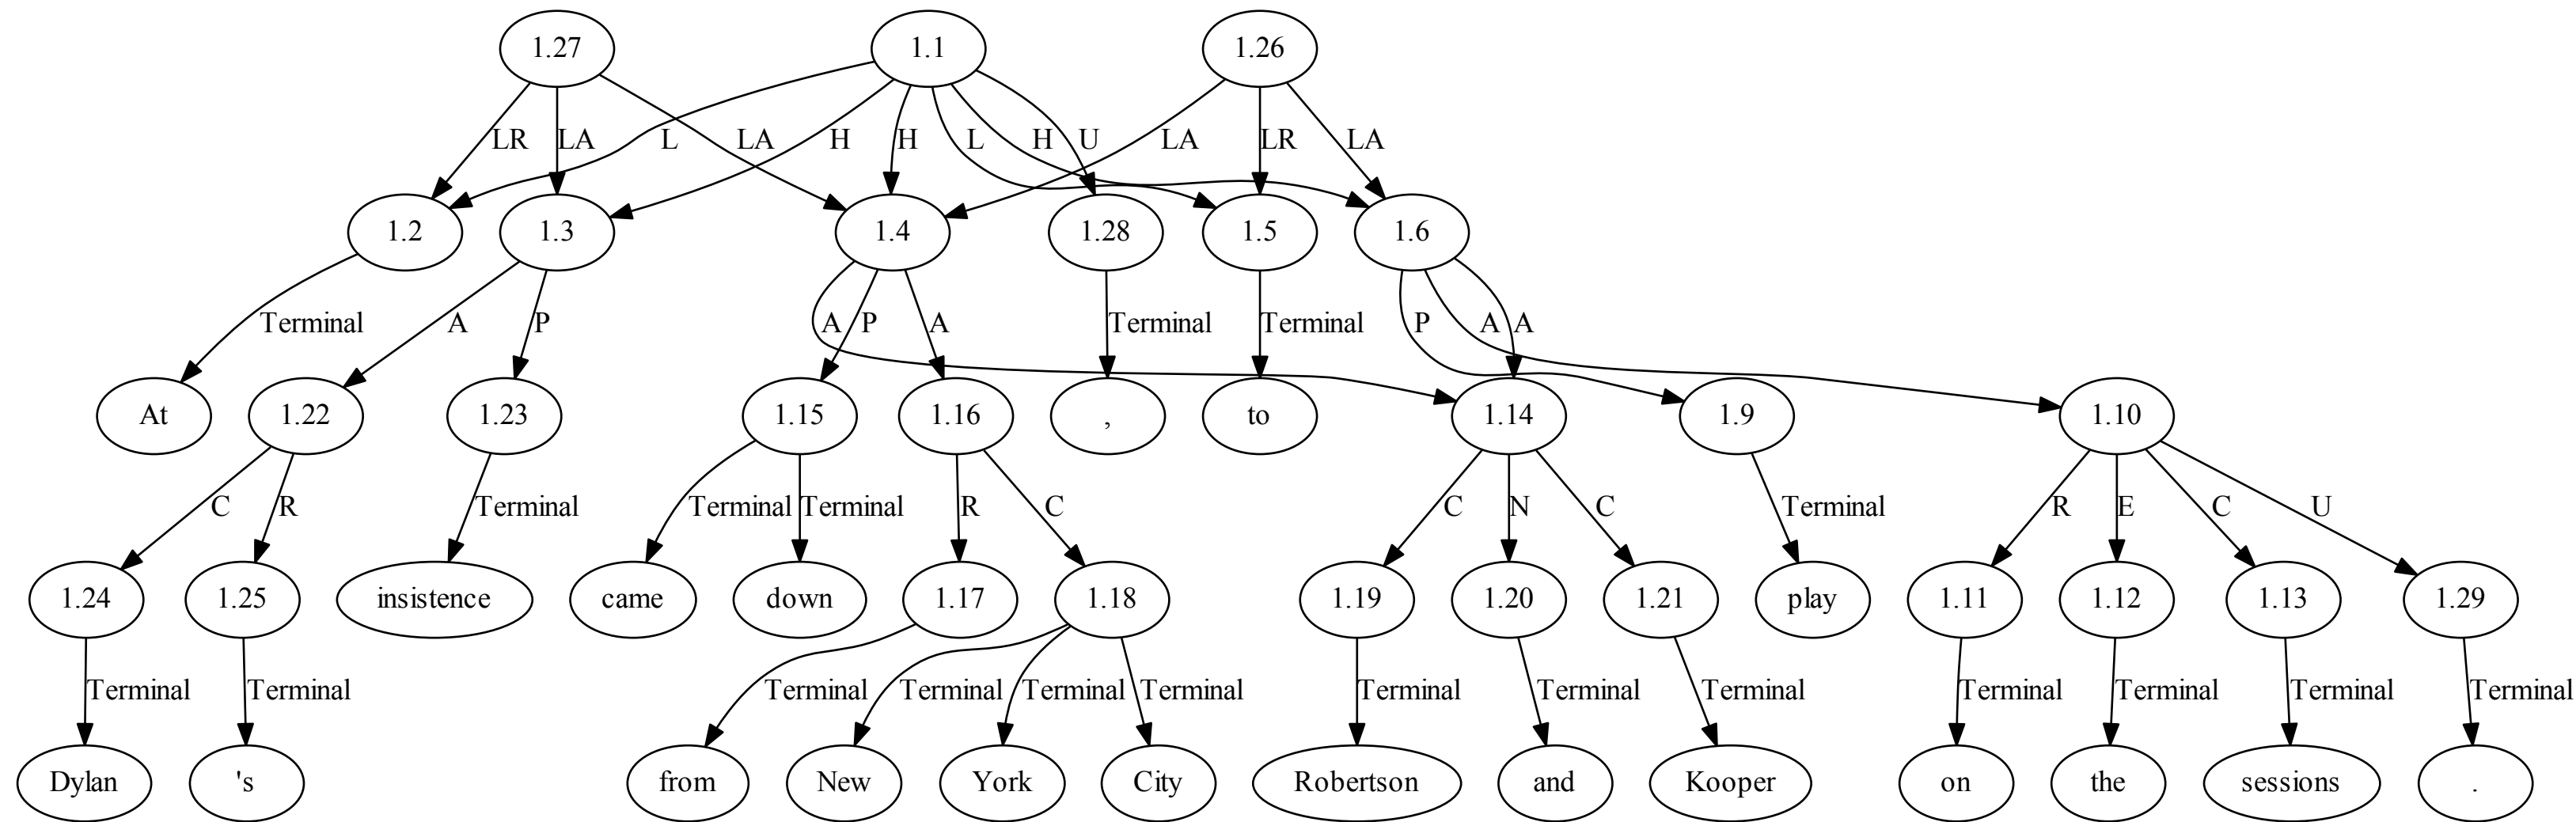 1.27 1.1 1.26
LR LA LA L H H L H U LA LR LA
1.2 1.3 1.4 1.28 1.5 1.6
Terminal A P A P A Terminal Terminal P A A
At 1.22 1.23 1.15 1.16 , to 1.14 1.9 1.10
C R Terminal Terminal Terminal R C C N C Terminal R E C U
1.24 1.25 insistence came down 1.17 1.18 1.19 1.20 1.21 play 1.11 1.12 1.13 1.29
Terminal Terminal Terminal Terminal Terminal Terminal Terminal Terminal Terminal Terminal Terminal Terminal Terminal
Dylan 's from New York City Robertson and Kooper on the sessions .